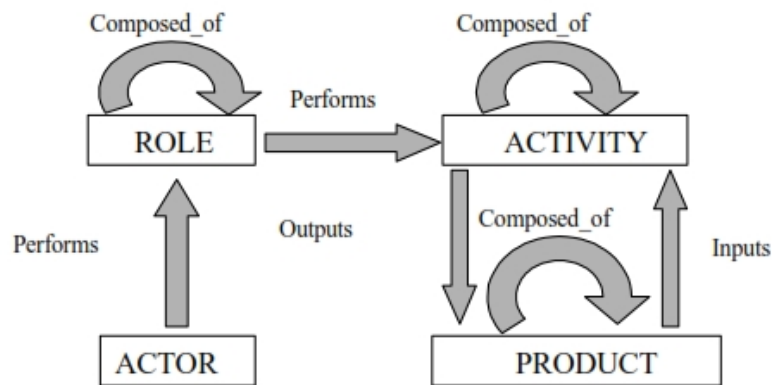 Composed_of
Composed_of
Performs
ROLE
ACTIVITY
Composed_of
Performs
Outputs
Inputs
ACTOR
PRODUCT